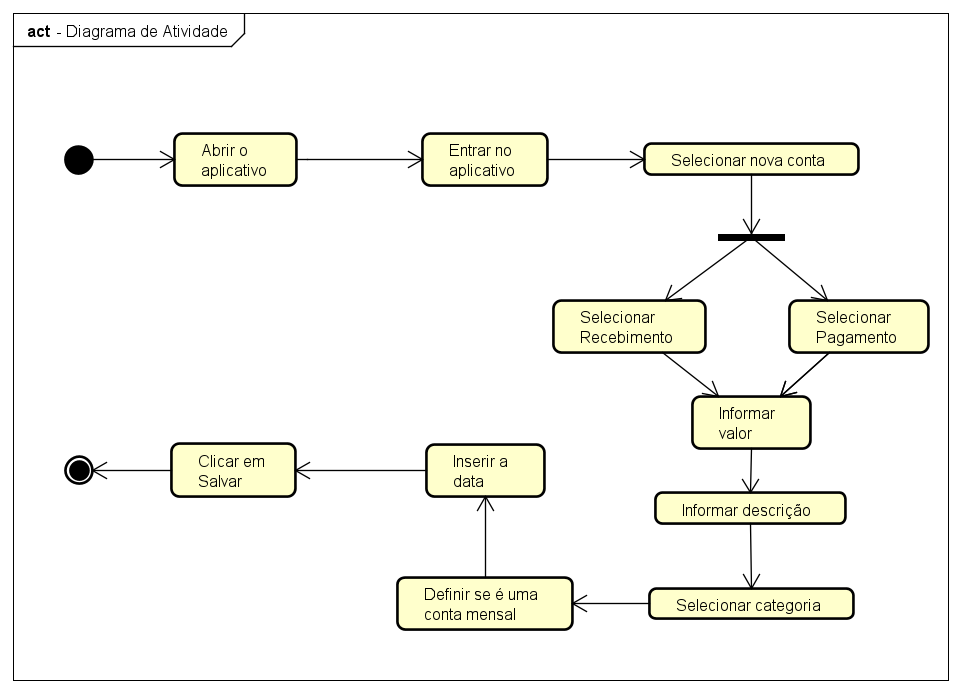 act - Diagrama de Atividade
Abrir o
aplicativo
Entrar no
aplicativo
Selecionar nova conta
Selecionar
Recebimento
Selecionar
Pagamento
Informar
valor
Informar descrição
Selecionar categoria
Definir se é uma
conta mensal
Inserir a
data
Clicar em
Salvar